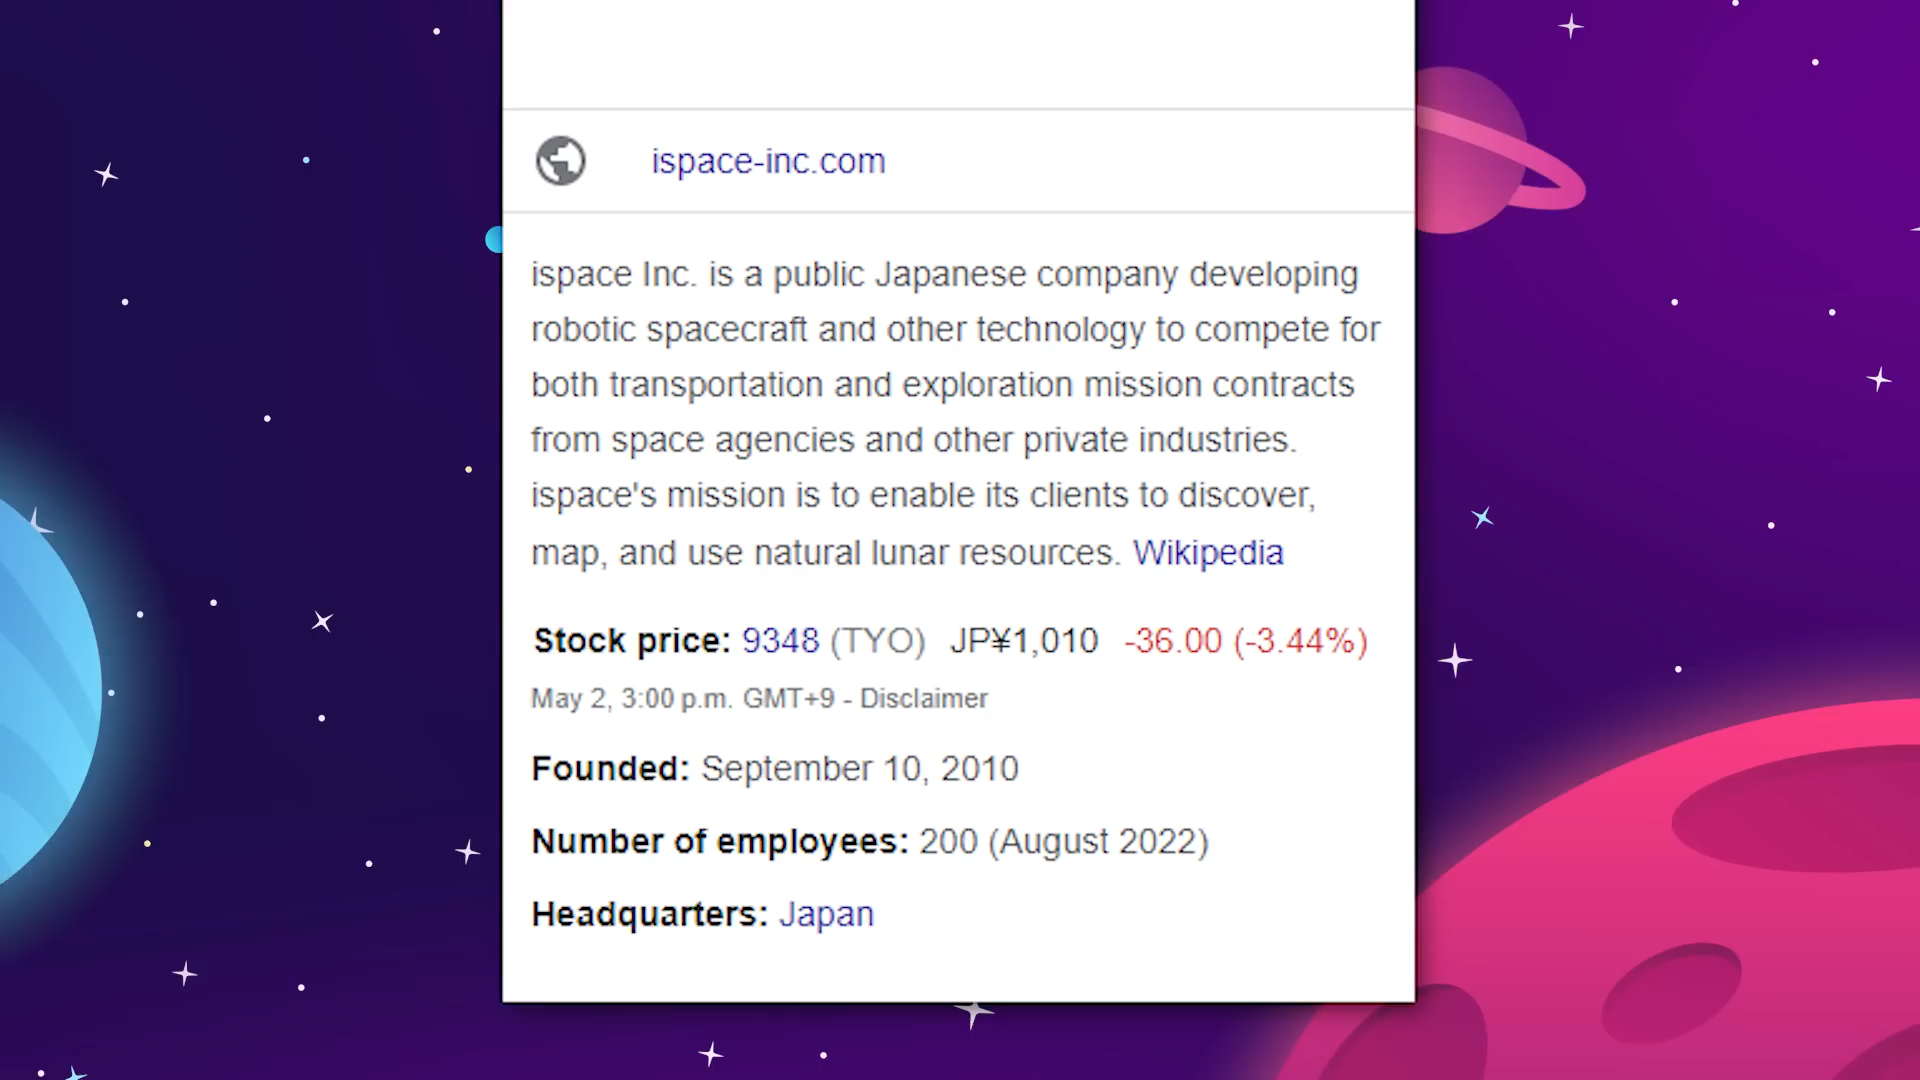 ispace-inc.com
ispace Inc. is a public Japanese company developing
robotic spacecraft and other technology to compete for
both transportation and exploration mission contracts
from space agencies and other private industries.
ispace's mission is to enable its clients to discover,
map, and use natural lunar resources. Wikipedia
Stock price: 9348 (TYO) JP¥1,010 -36.00 (-3.44%)
May 2, 3:00 p.m. GMT+9 - Disclaimer
Founded: September 10, 2010
Number of employees: 200 (August 2022)
Headquarters: Japan